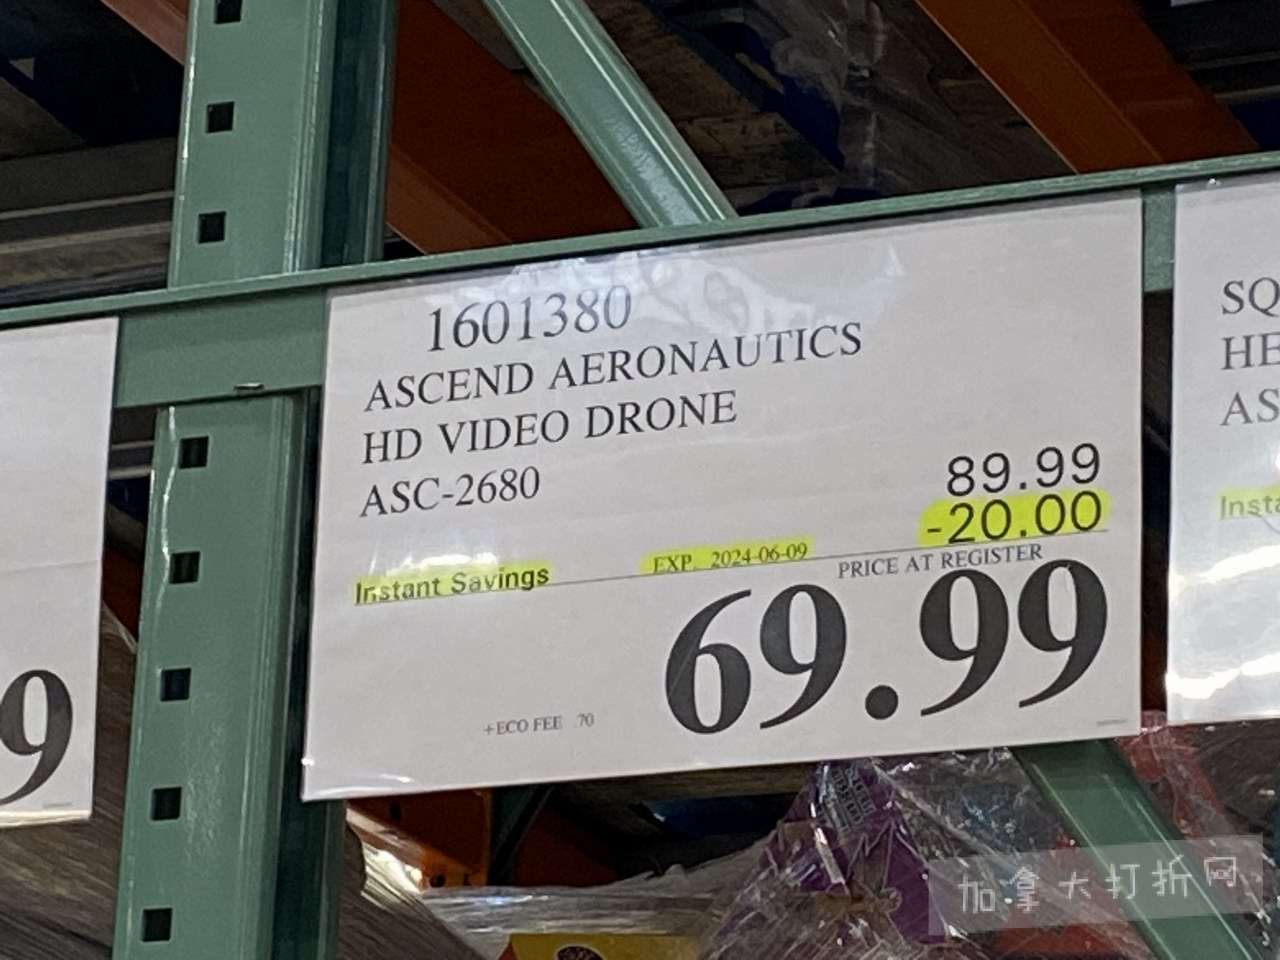 1601380
ASCEND AERONAUTICS
HD VIDEO DRONE
ASC-2680
89.99
-20.00
Instant Savings EXP. 2024-06-09 PRICE AT REGISTER
69.99
+ECO FEE 70
9
SQ
HE
AS
Insta
加拿大打折网